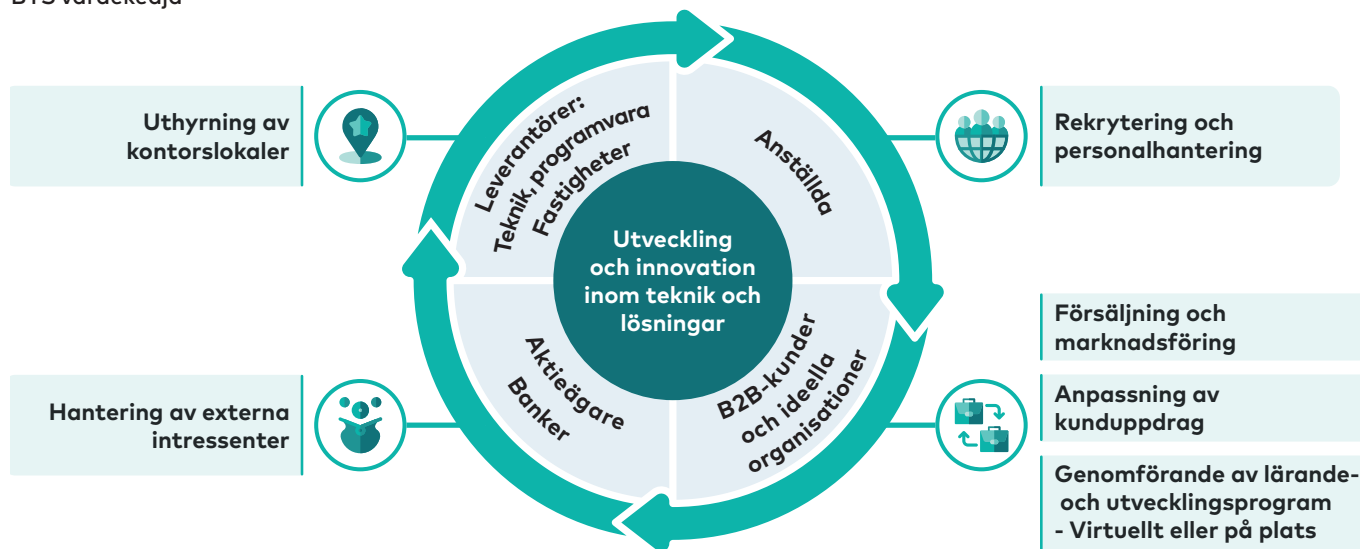 BTS värdekedja
Uthyrning av
kontorslokaler
Leverantörer:
Teknik, programvara
Fastigheter
Anställda
Rekrytering och
personalhantering
Utveckling
och innovation
inom teknik och
lösningar
Försäljning och
marknadsföring
Hantering av externa
intressenter
Aktieägare
Banker
B2B-kunder
och ideella
organisationer
Anpassning av
kunduppdrag
Genomförande av lärande-
och utvecklingsprogram
- Virtuellt eller på plats